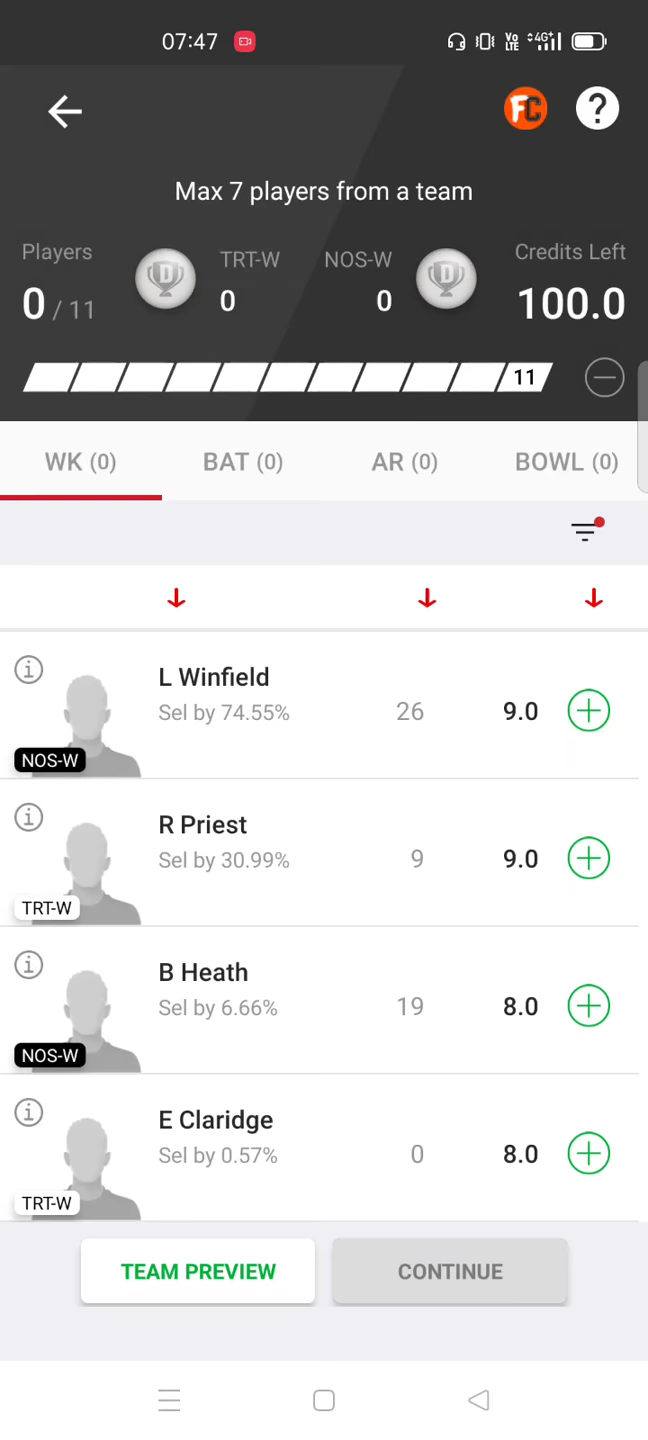 07:47 Vo LTE 4G+
FC ?
Max 7 players from a team
Players TRT-W NOS-W Credits Left
0 / 11 D 0 0 D 100.0
11
WK (0) BAT (0) AR (0) BOWL (0)
L Winfield
Sel by 74.55% 26 9.0
NOS-W
R Priest
Sel by 30.99% 9 9.0
TRT-W
B Heath
Sel by 6.66% 19 8.0
NOS-W
E Claridge
Sel by 0.57% 0 8.0
TRT-W
TEAM PREVIEW CONTINUE